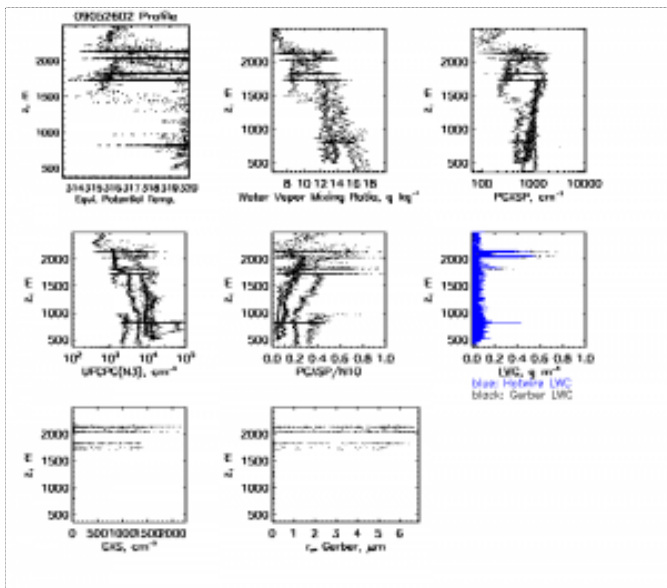 09052602 Profile
2000
1500
1000
500
z, m
314 315 316 317 318 319 320
Equi. Potential Temp.
2000
1500
1000
500
z, m
8 10 12 14 16 18
Water Vapor Mixing Ratio, g kg⁻¹
2000
1500
1000
500
z, m
100 1000 10000
PCASP, cm⁻³
2000
1500
1000
500
z, m
10² 10³ 10⁴ 10⁵
UFCPC(N3), cm⁻³
2000
1500
1000
500
z, m
0.0 0.2 0.4 0.6 0.8 1.0
PCASP/N10
2000
1500
1000
500
z, m
0.0 0.2 0.4 0.6 0.8 1.0
LWC, g m⁻³
blue: Hotwire LWC
black: Gerber LWC
2000
1500
1000
500
z, m
0 500 1000 1500 2000
cm⁻³
2000
1500
1000
500
z, m
0 1 2 3 4 5 6
Gerber, μm